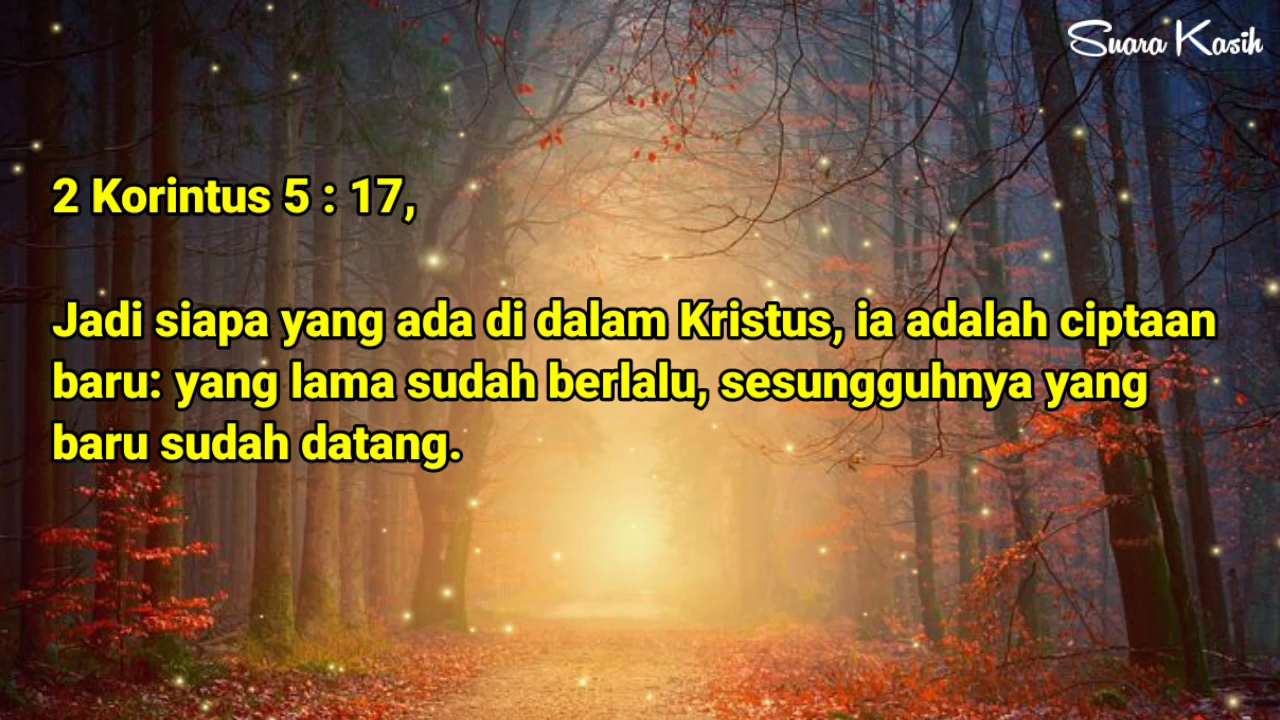 Suara Kasih
2 Korintus 5 : 17,
Jadi siapa yang ada di dalam Kristus, ia adalah ciptaan
baru: yang lama sudah berlalu, sesungguhnya yang
baru sudah datang.